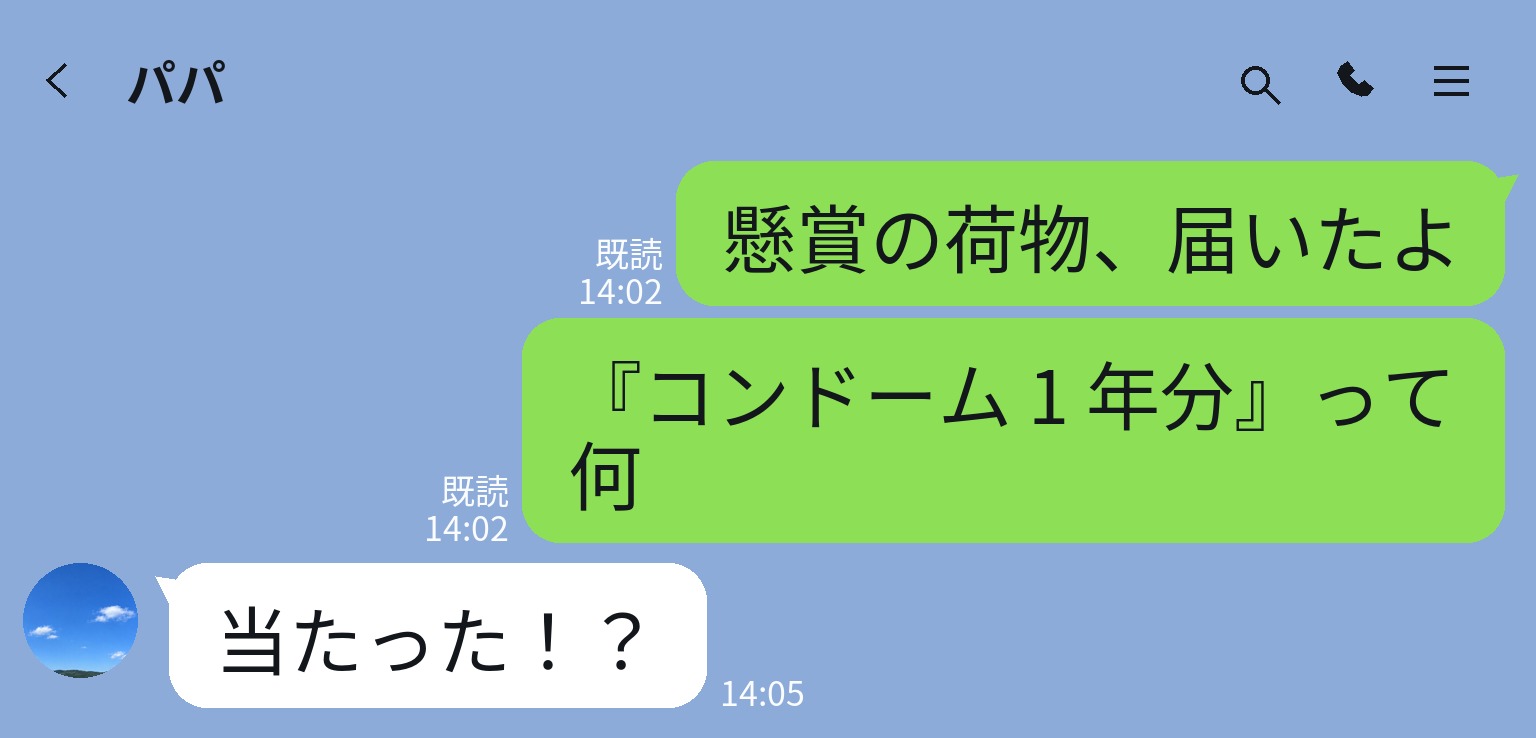 パパ
懸賞の荷物、届いたよ
既読
14:02
『コンドーム１年分』って
何
既読
14:02
当たった！？
14:05